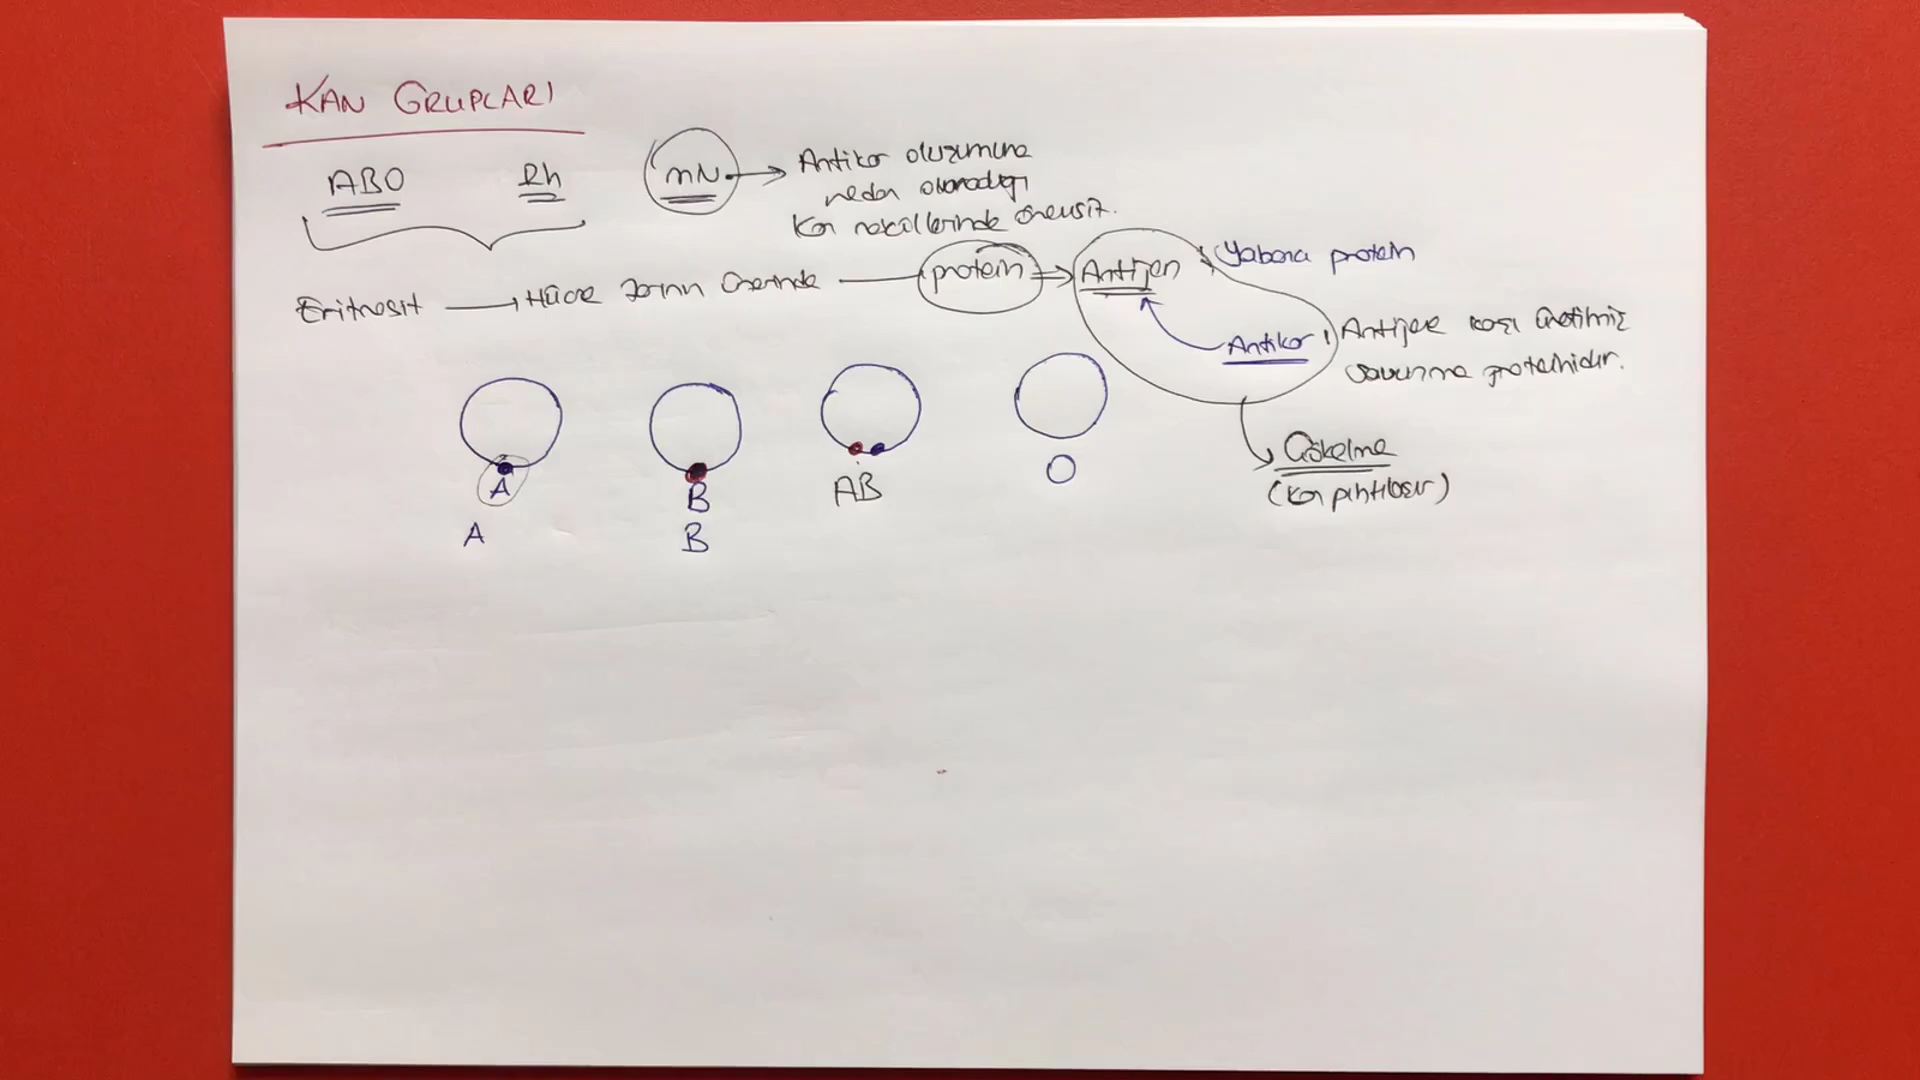 KAN GRUPLARI
ABO Rh MN Antikor oluşumuna
neden olmadığı
Kan nakillerinde önemsiz.
Eritrosit Hücre zarının üzerinde protein Antijen : Yabancı protein
Antikor : Antijene karşı üretilmiş
savunma proteinidir.
Çökelme
(Kan pıhtılaşır)
A B AB O
A B